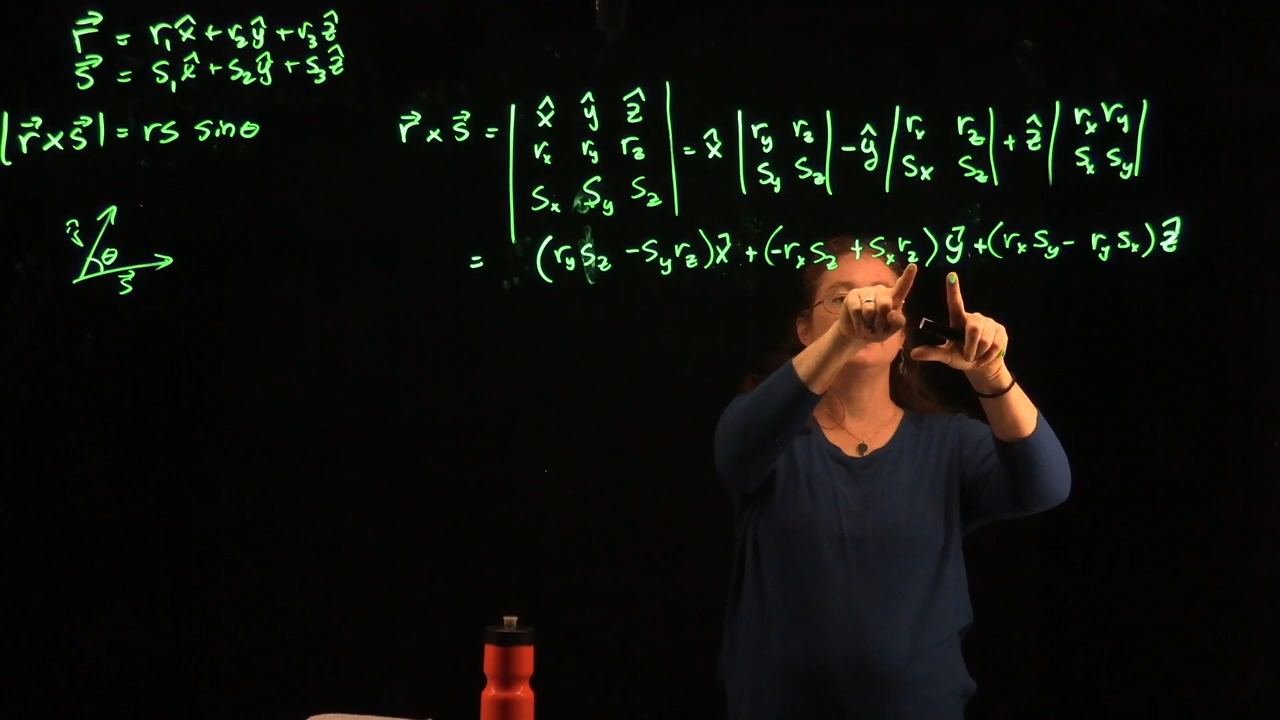 r⃗ = r₁x̂ + r₂ŷ + r₃ẑ
s⃗ = s₁x̂ + s₂ŷ + s₃ẑ
|r⃗ × s⃗| = rs sinθ
r⃗ × s⃗ = | x̂ ŷ ẑ | = x̂ | r_y r_z | - ŷ | r_x r_z | + ẑ | r_x r_y |
| r_x r_y r_z | | s_y s_z | | s_x s_z | | s_x s_y |
| s_x s_y s_z |
= (r_y s_z - s_y r_z) x̂ + (-r_x s_z + s_x r_z) ŷ + (r_x s_y - r_y s_x) ẑ
r⃗
θ
s⃗